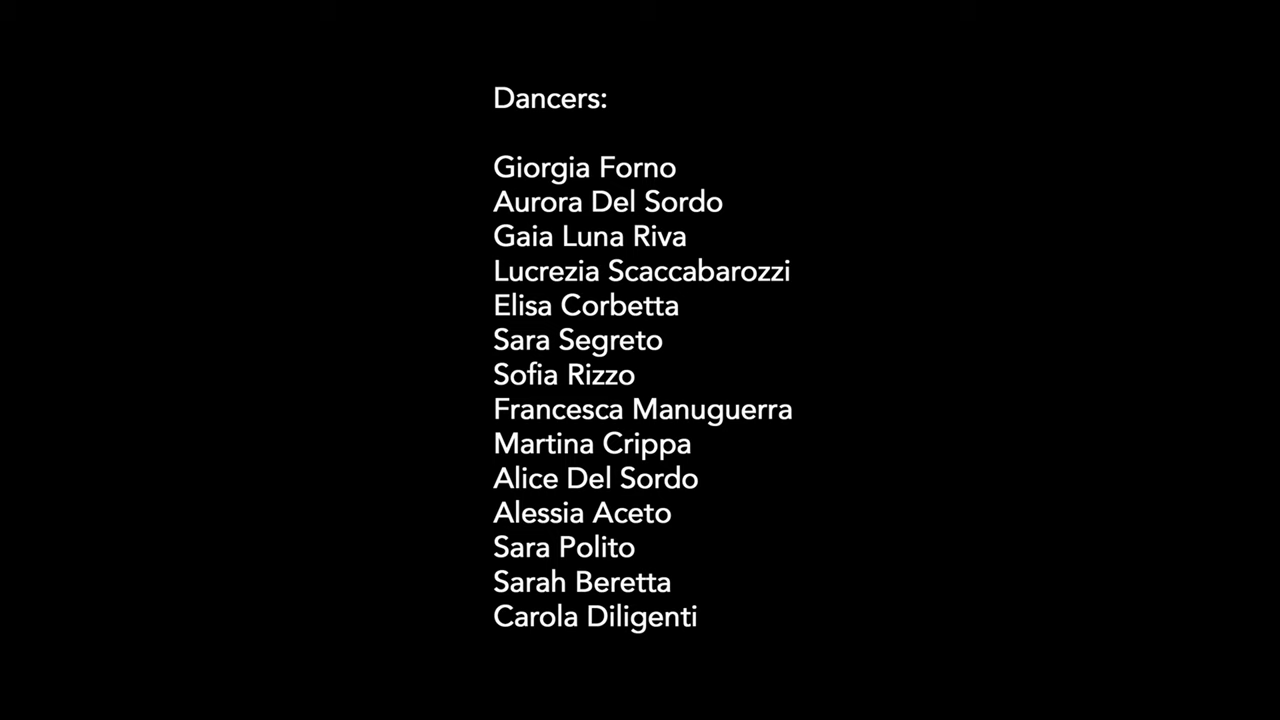 Dancers:
Giorgia Forno
Aurora Del Sordo
Gaia Luna Riva
Lucrezia Scaccabarozzi
Elisa Corbetta
Sara Segreto
Sofia Rizzo
Francesca Manuguerra
Martina Crippa
Alice Del Sordo
Alessia Aceto
Sara Polito
Sarah Beretta
Carola Diligenti